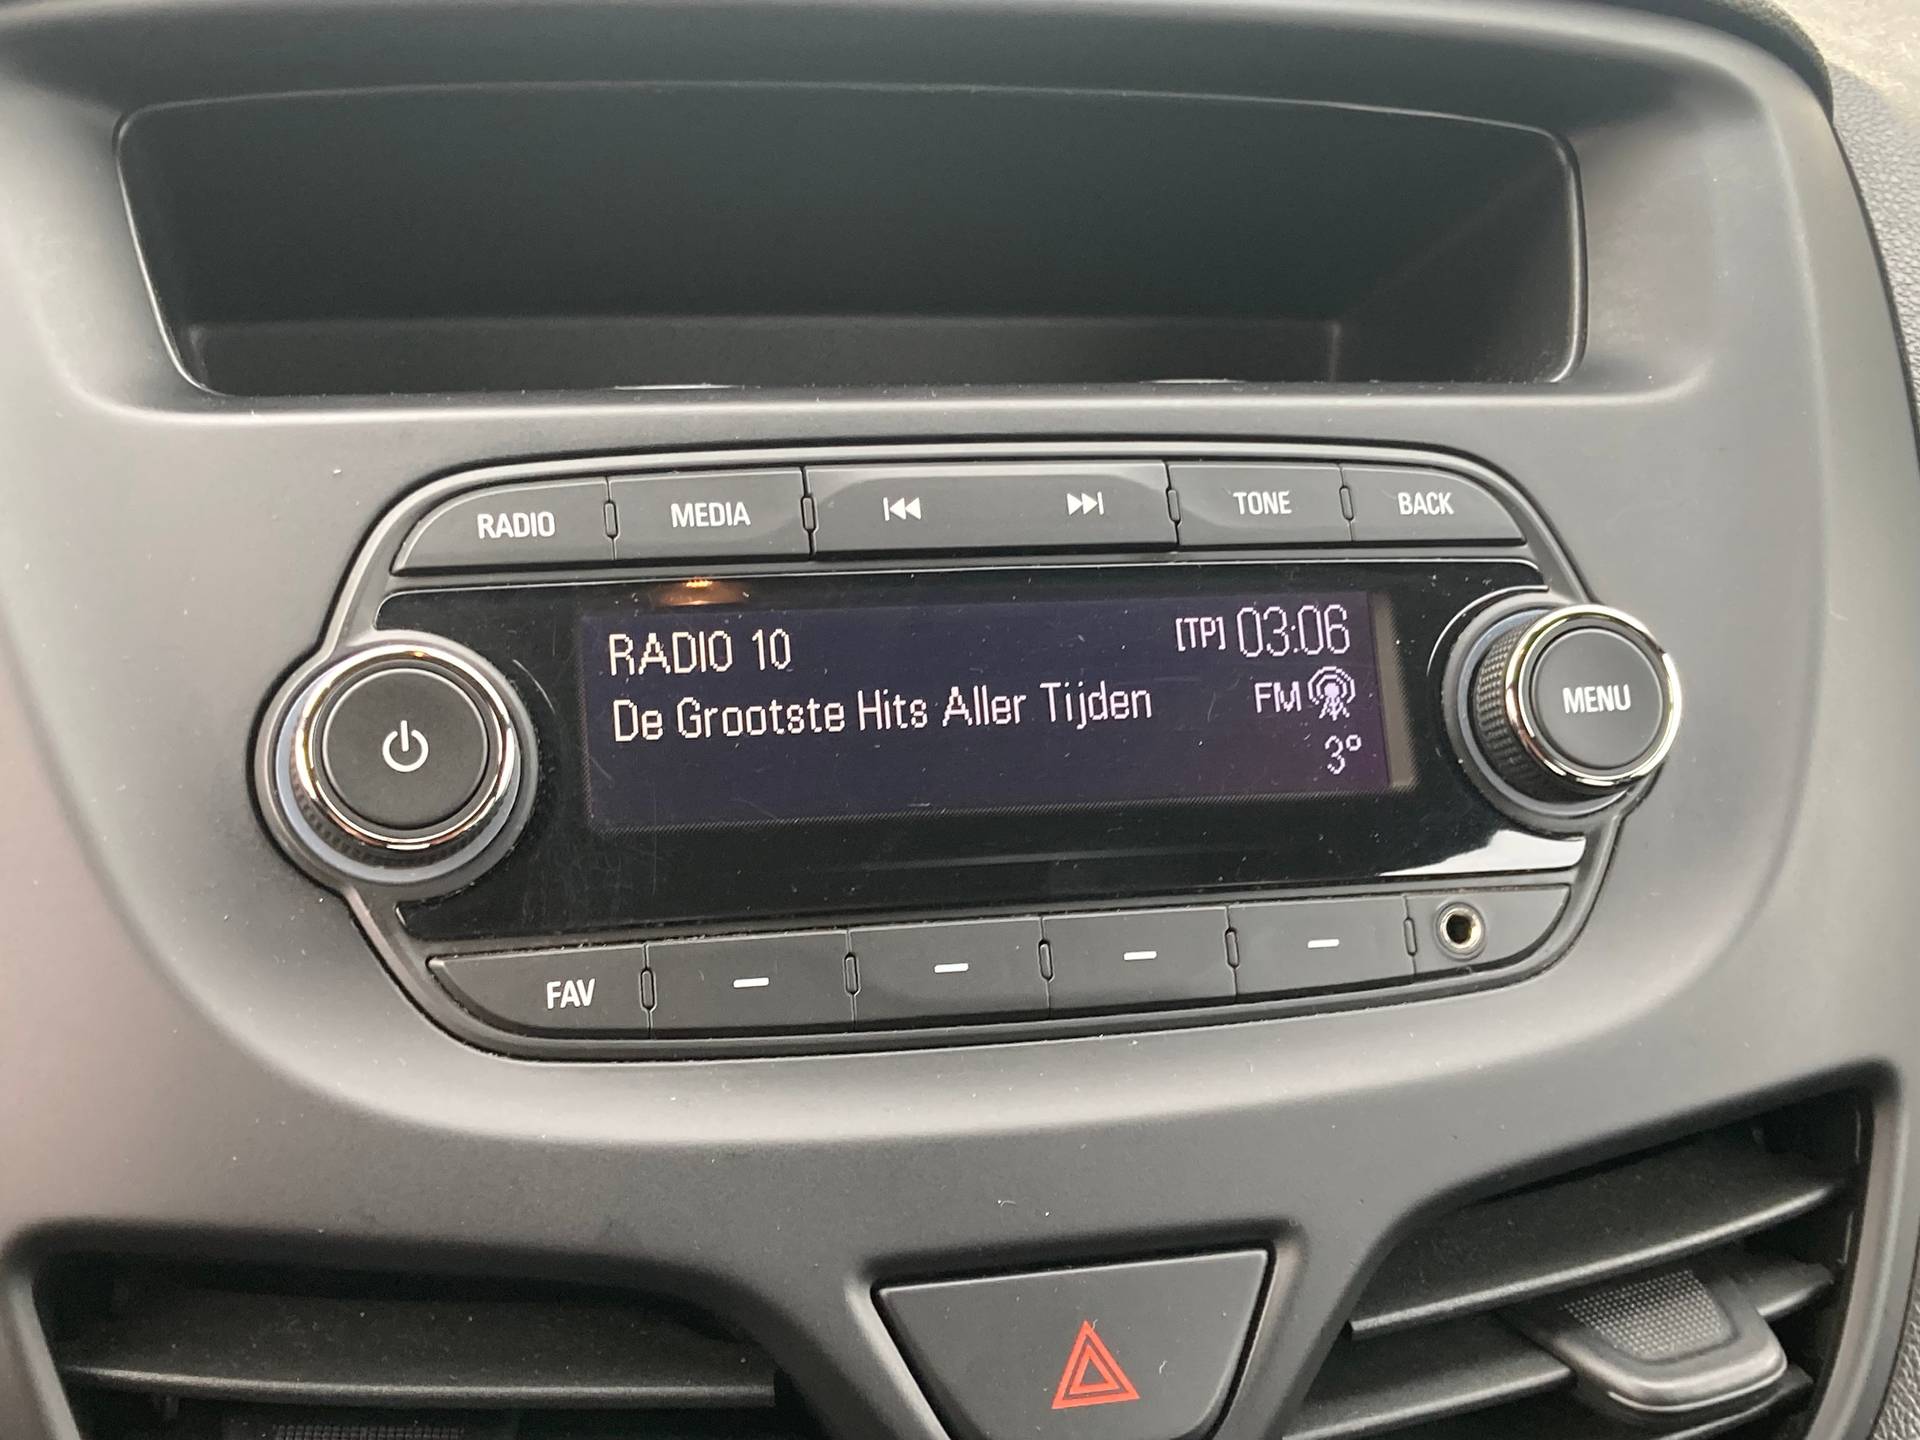 RADIO MEDIA TONE BACK
RADIO 10 [TP] 03:06
De Grootste Hits Aller Tijden FM
3°
MENU
FAV